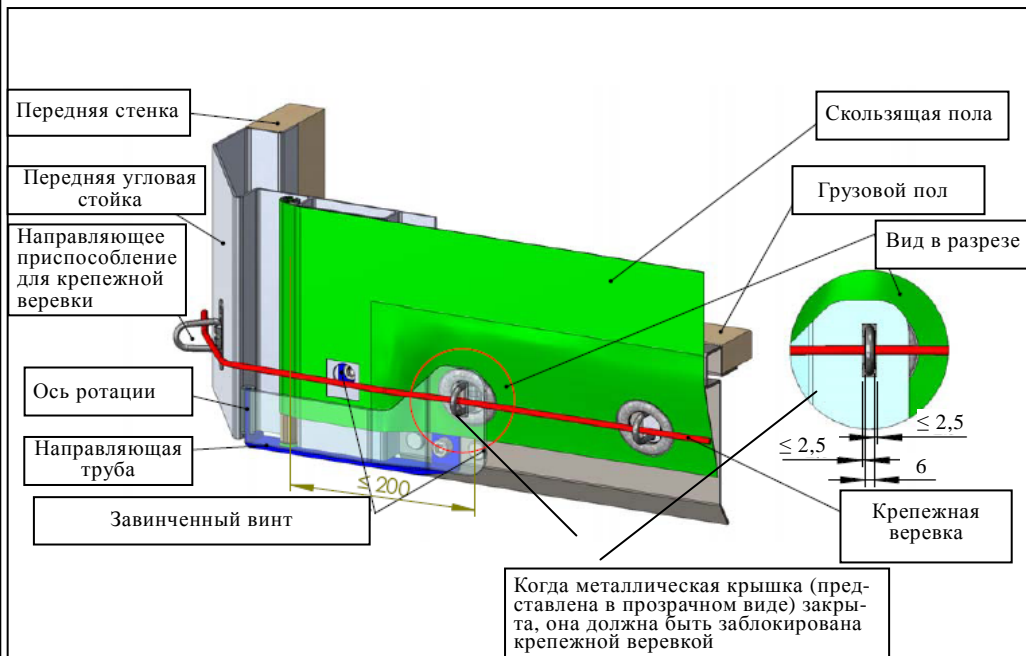 Передняя стенка
Передняя угловая
стойка
Направляющее
приспособление
для крепежной
веревки
Ось ротации
Направляющая
труба
Завинченный винт
≤ 200
Скользящая пола
Грузовой пол
Вид в разрезе
≤ 2,5
≤ 2,5
6
Крепежная
веревка
Когда металлическая крышка (пред-
ставлена в прозрачном виде) закры-
та, она должна быть заблокирована
крепежной веревкой